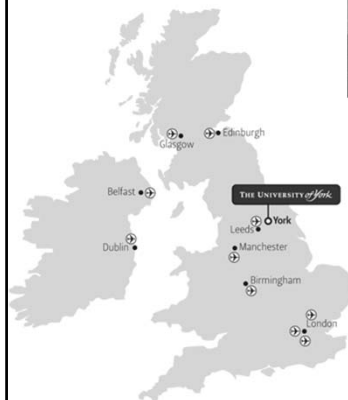 Glasgow
Edinburgh
Belfast
THE UNIVERSITY of York
York
Leeds
Dublin
Manchester
Birmingham
London